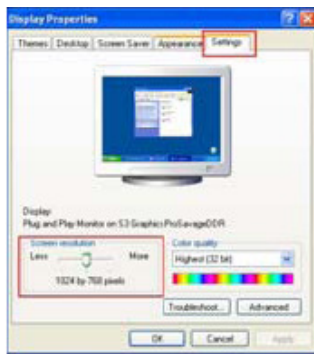 Display Properties
Themes Desktop Screen Saver Appearance Settings
Display:
Plug and Play Monitor on S3 Graphics ProSavageDDR
Screen resolution
Less More
1024 by 768 pixels
Color quality
Highest (32 bit)
Troubleshoot... Advanced
OK Cancel Apply